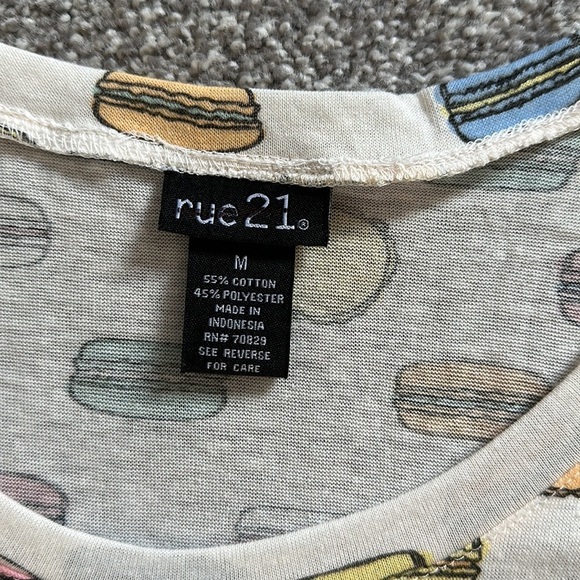 rue21®
M
55% COTTON
45% POLYESTER
MADE IN
INDONESIA
RN# 70829
SEE REVERSE
FOR CARE